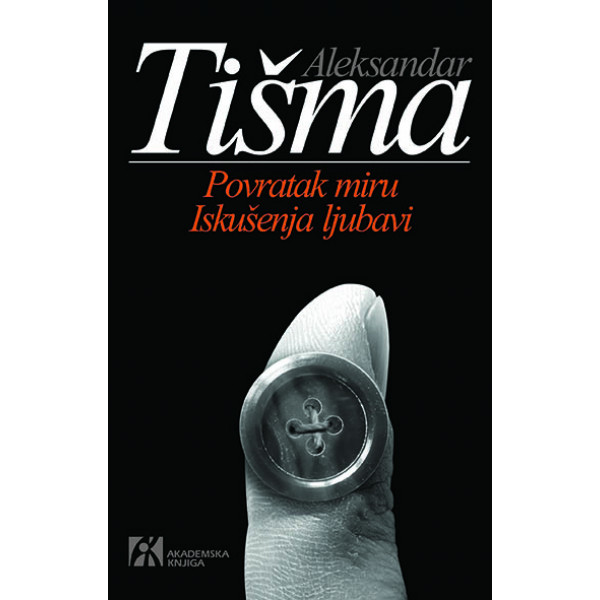 Aleksandar
Tišma
Povratak miru
Iskušenja ljubavi
AKADEMSKA
KNJIGA